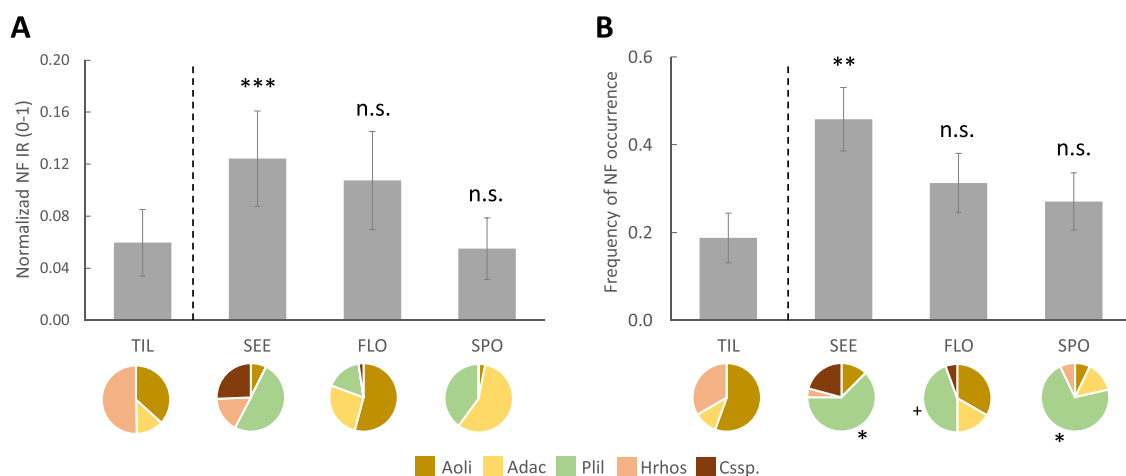 A
Normalizad NF IR (0-1)
0.20
0.16
0.12
0.08
0.04
0.00
***
n.s.
n.s.
TIL SEE FLO SPO
B
Frequency of NF occurrence
0.6
0.4
0.2
0.0
**
n.s.
n.s.
TIL SEE FLO SPO
*
+
*
Aoli Adac Plil Hrhos Cssp.